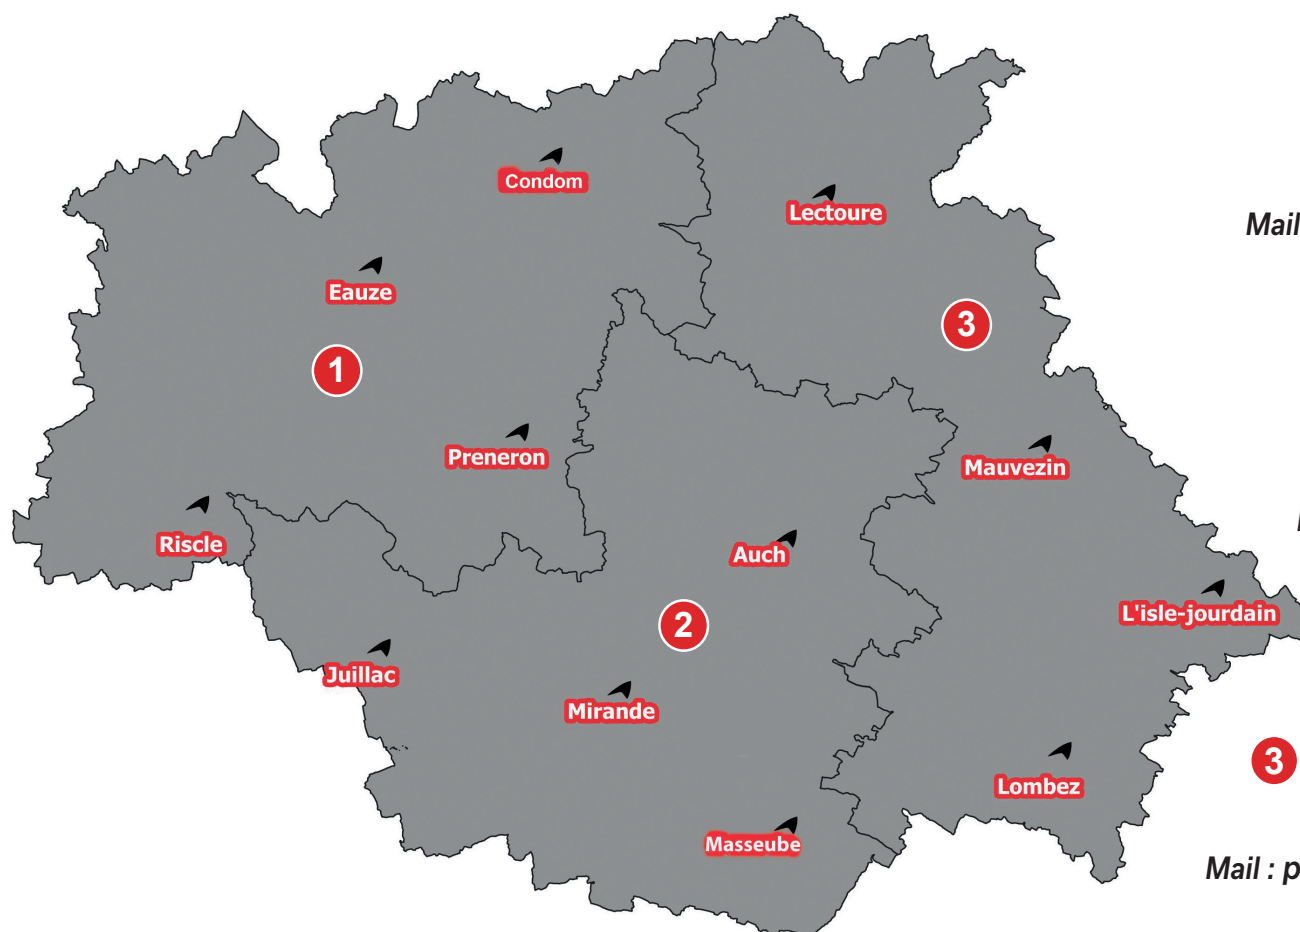 Condom
Lectoure
Mail
Eauze
3
1
Preneron
Mauvezin
Riscle
Auch
L'isle-jourdain
2
Juillac
Mirande
3
Lombez
Masseube
Mail : p